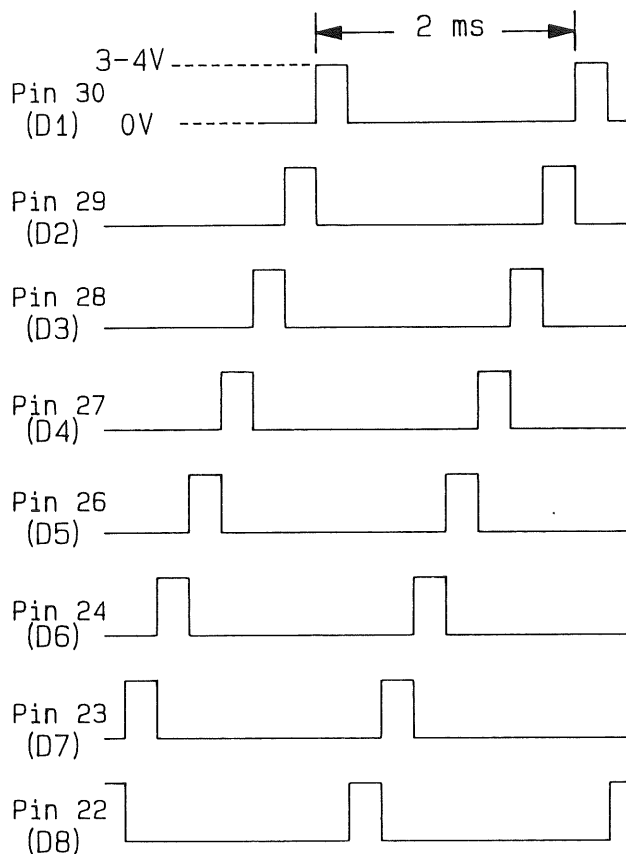 2 ms
3-4V
Pin 30
(D1) 0V
Pin 29
(D2)
Pin 28
(D3)
Pin 27
(D4)
Pin 26
(D5)
Pin 24
(D6)
Pin 23
(D7)
Pin 22
(D8)